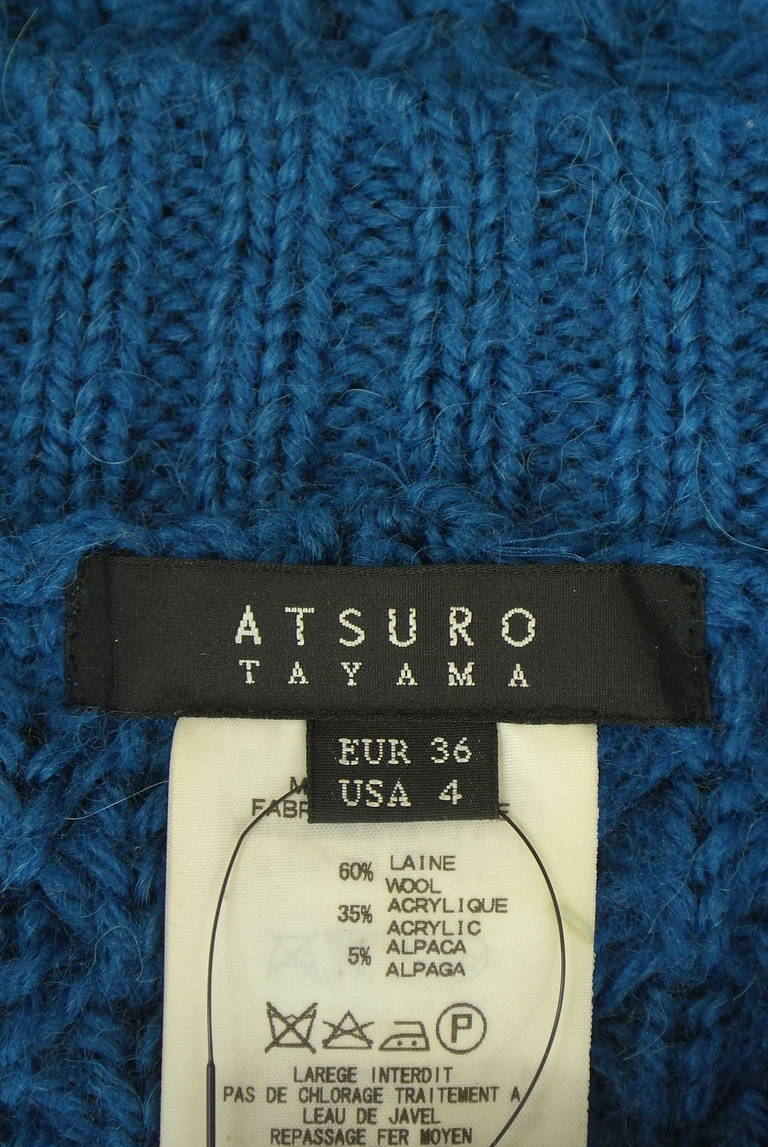 ATSURO
TAYAMA
EUR 36
USA 4
60% LAINE
WOOL
35% ACRYLIQUE
ACRYLIC
5% ALPACA
ALPAGA
P
LAREGE INTERDIT
PAS DE CHLORAGE TRAITEMENT A
LEAU DE JAVEL
REPASSAGE FER MOYEN